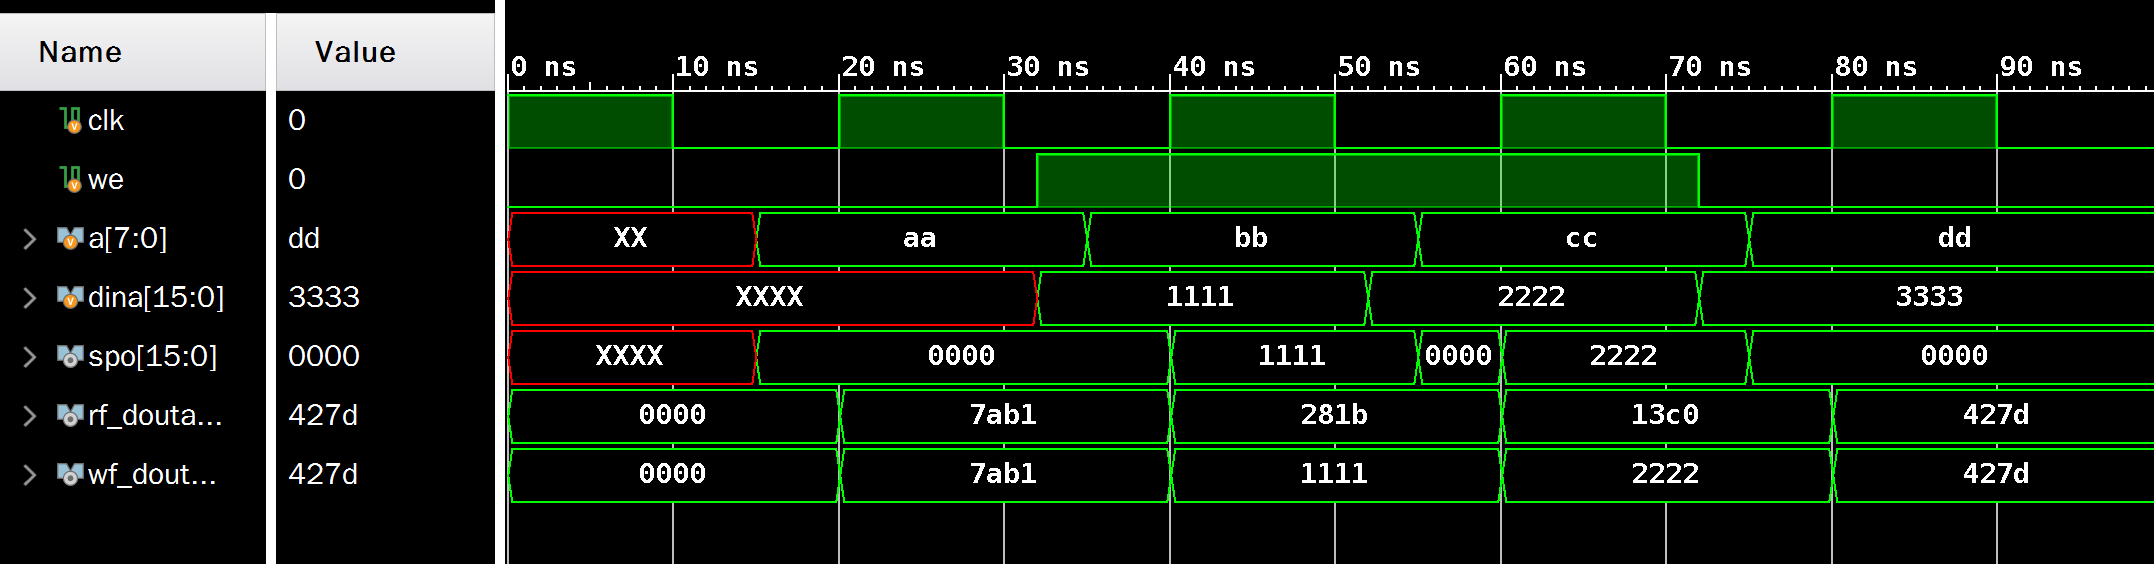 Name Value 0 ns 10 ns 20 ns 30 ns 40 ns 50 ns 60 ns 70 ns 80 ns 90 ns
clk 0
we 0
a[7:0] dd XX aa bb cc dd
dina[15:0] 3333 XXXX 1111 2222 3333
spo[15:0] 0000 XXXX 0000 1111 0000 2222 0000
rf_douta... 427d 0000 7ab1 281b 13c0 427d
wf_dout... 427d 0000 7ab1 1111 2222 427d